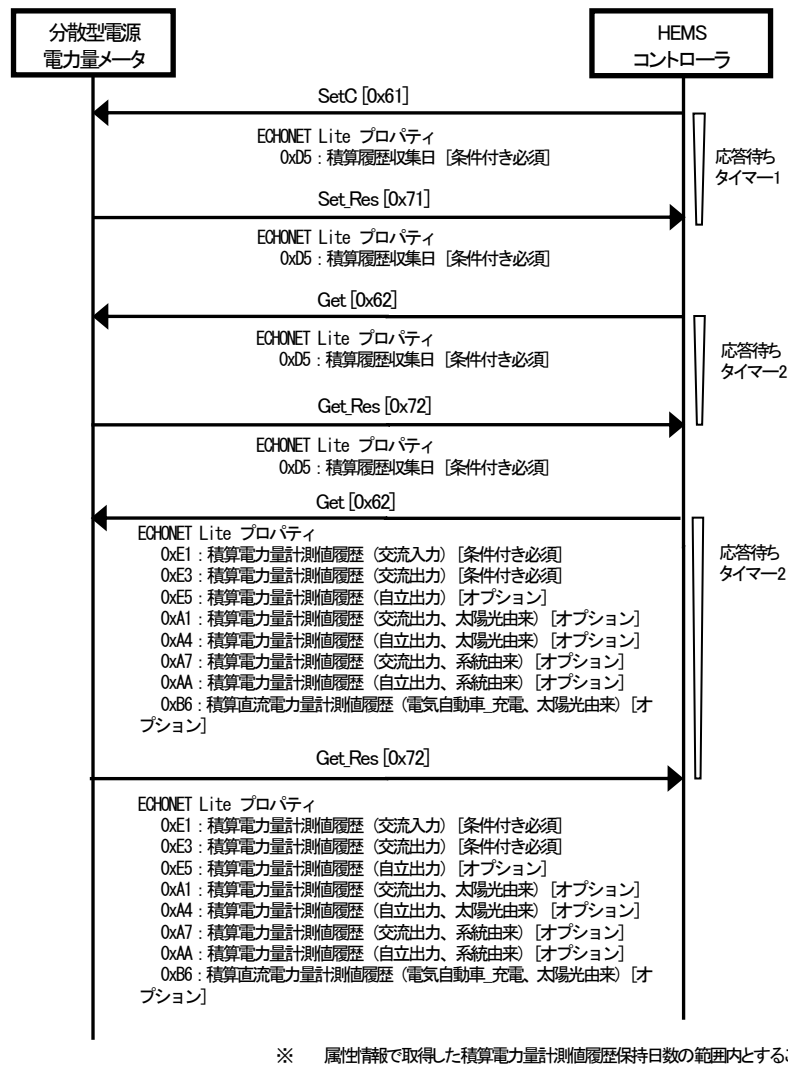 分散型電源
電力量メータ
HEMS
コントローラ
SetC [0x61]
ECHONET Lite プロパティ
0xD5：積算履歴収集日 [条件付き必須]
応答待ち
タイマー1
Set_Res [0x71]
ECHONET Lite プロパティ
0xD5：積算履歴収集日 [条件付き必須]
Get [0x62]
ECHONET Lite プロパティ
0xD5：積算履歴収集日 [条件付き必須]
応答待ち
タイマー2
Get_Res [0x72]
ECHONET Lite プロパティ
0xD5：積算履歴収集日 [条件付き必須]
Get [0x62]
ECHONET Lite プロパティ
0xE1：積算電力量計測値履歴（交流入力）[条件付き必須]
0xE3：積算電力量計測値履歴（交流出力）[条件付き必須]
0xE5：積算電力量計測値履歴（自立出力）[オプション]
0xA1：積算電力量計測値履歴（交流出力、太陽光由来）[オプション]
0xA4：積算電力量計測値履歴（自立出力、太陽光由来）[オプション]
0xA7：積算電力量計測値履歴（交流出力、系統由来）[オプション]
0xAA：積算電力量計測値履歴（自立出力、系統由来）[オプション]
0xB6：積算直流電力量計測値履歴（電気自動車_充電、太陽光由来）[オ
プション]
応答待ち
タイマー2
Get_Res [0x72]
ECHONET Lite プロパティ
0xE1：積算電力量計測値履歴（交流入力）[条件付き必須]
0xE3：積算電力量計測値履歴（交流出力）[条件付き必須]
0xE5：積算電力量計測値履歴（自立出力）[オプション]
0xA1：積算電力量計測値履歴（交流出力、太陽光由来）[オプション]
0xA4：積算電力量計測値履歴（自立出力、太陽光由来）[オプション]
0xA7：積算電力量計測値履歴（交流出力、系統由来）[オプション]
0xAA：積算電力量計測値履歴（自立出力、系統由来）[オプション]
0xB6：積算直流電力量計測値履歴（電気自動車_充電、太陽光由来）[オ
プション]
※ 属性情報で取得した積算電力量計測値履歴保持日数の範囲内とする